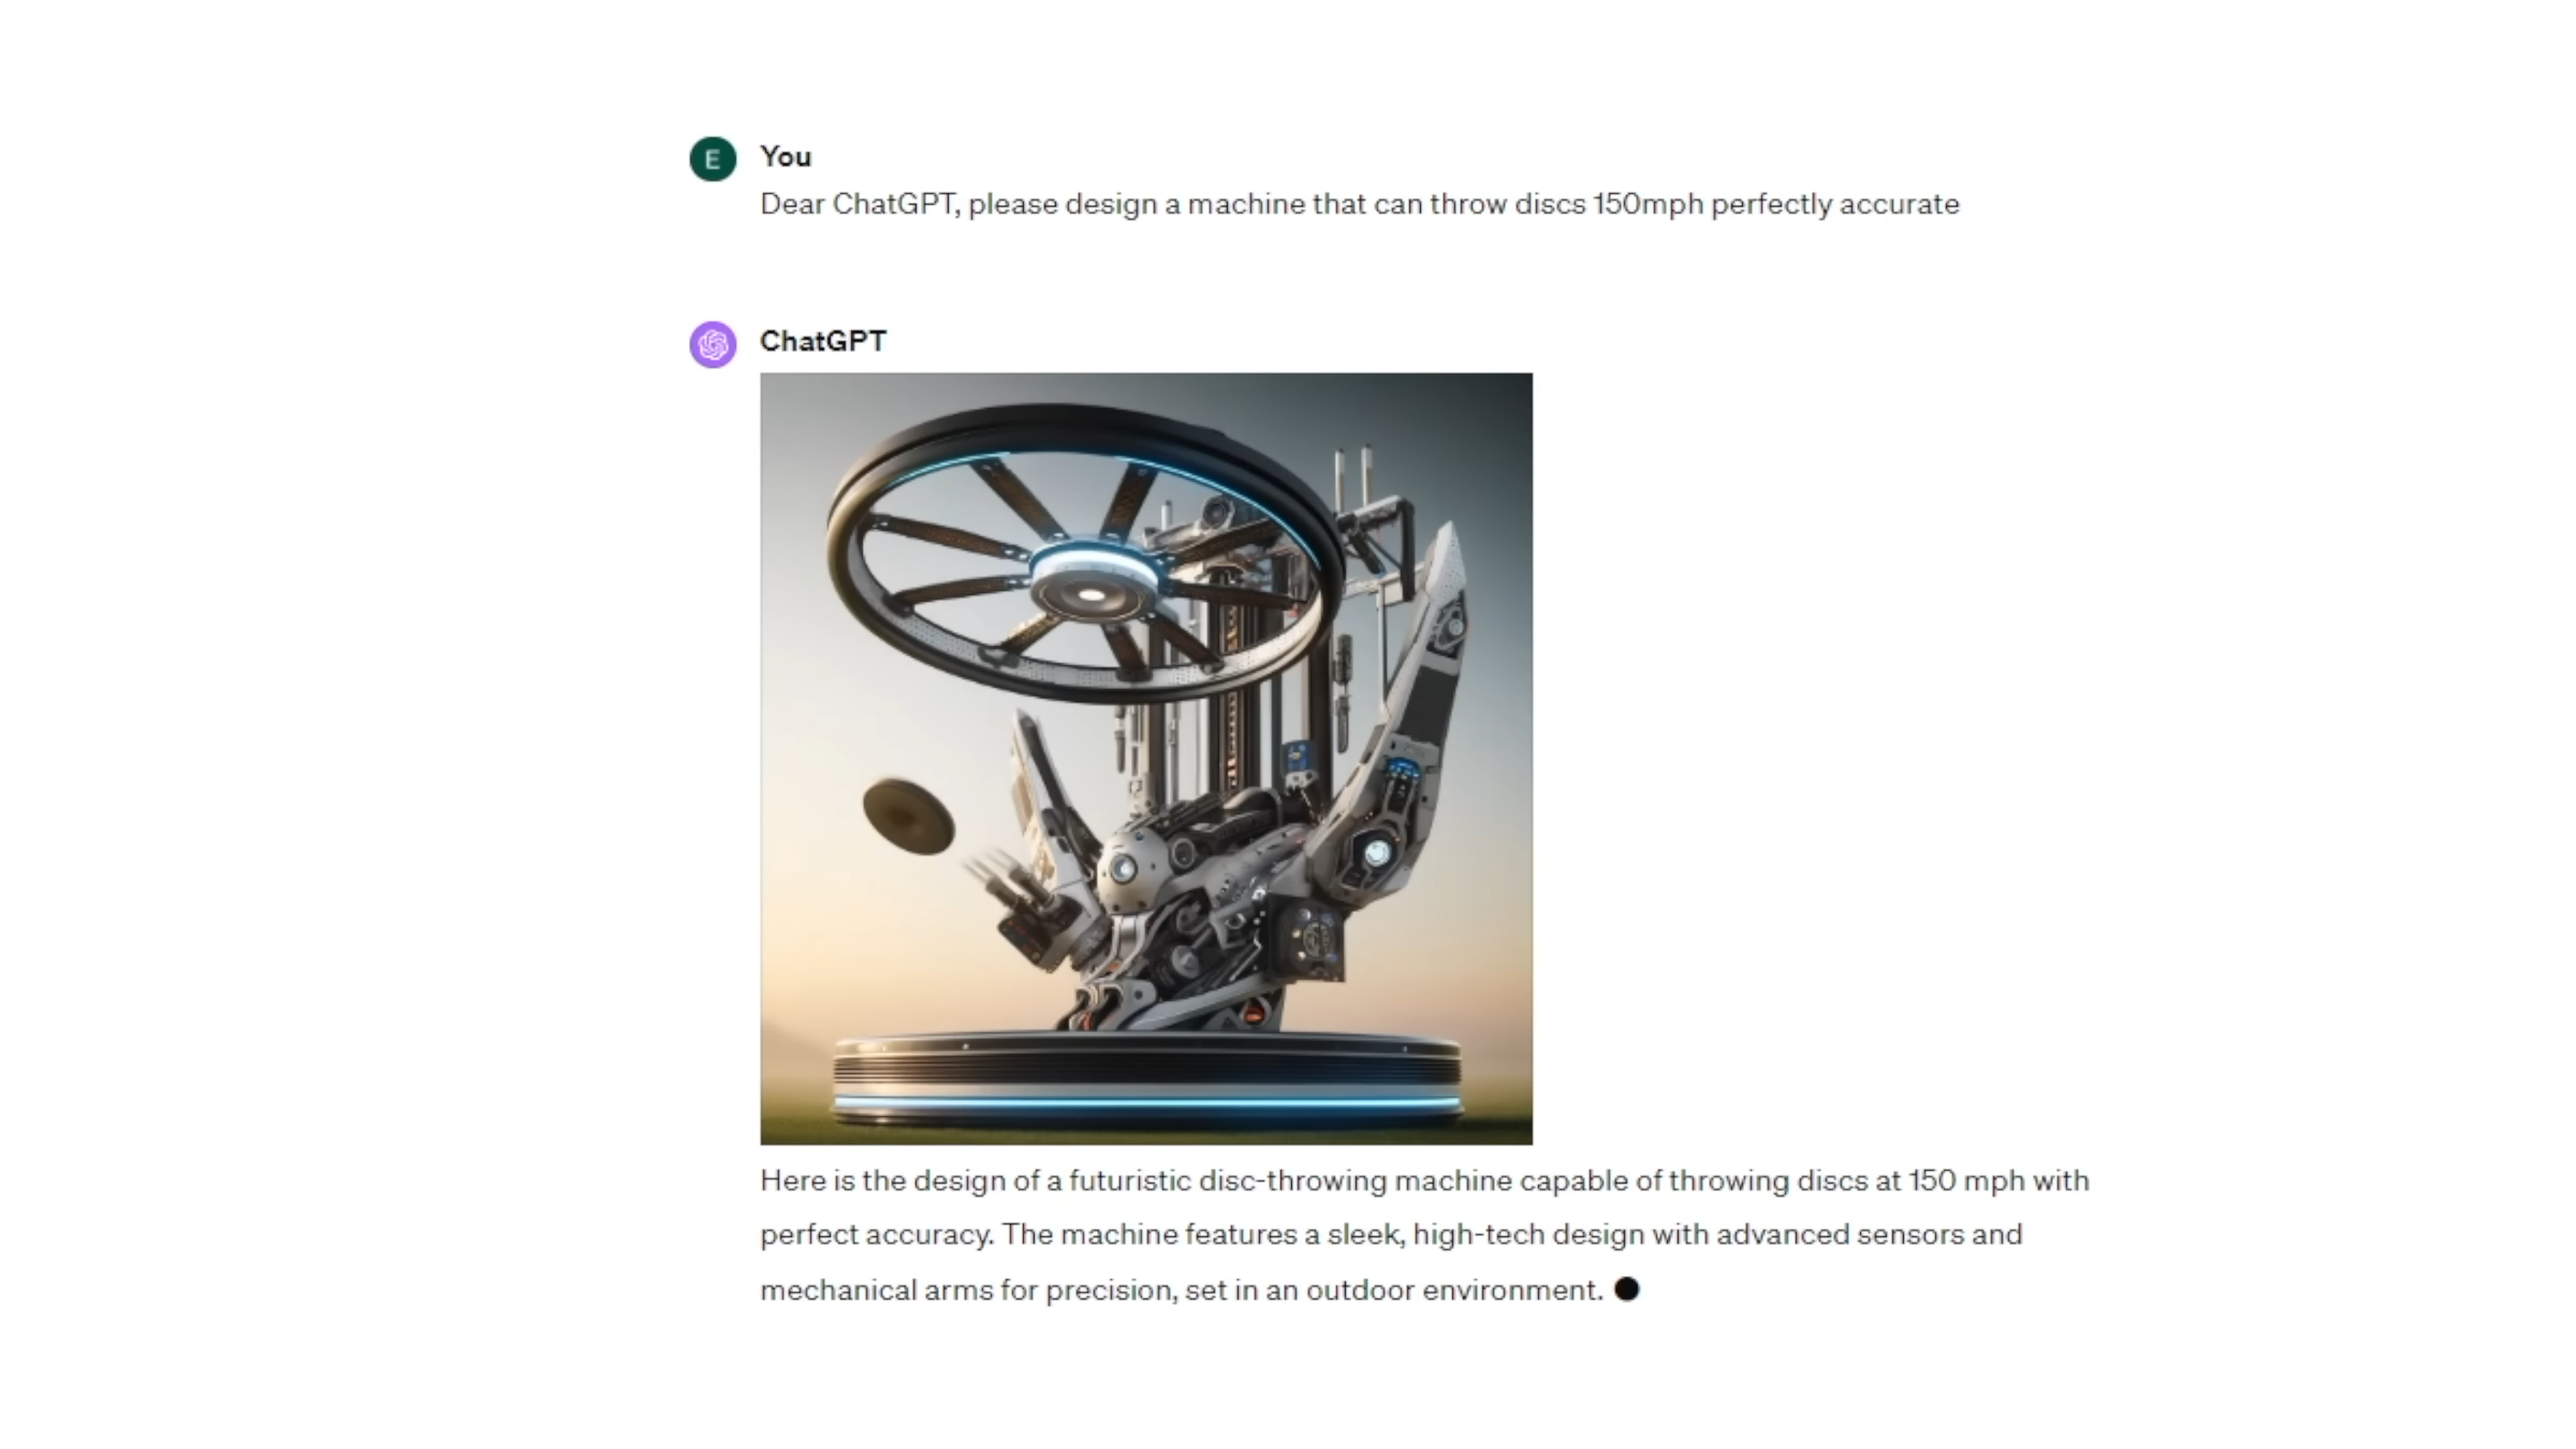 E
You
Dear ChatGPT, please design a machine that can throw discs 150mph perfectly accurate
ChatGPT
Here is the design of a futuristic disc-throwing machine capable of throwing discs at 150 mph with
perfect accuracy. The machine features a sleek, high-tech design with advanced sensors and
mechanical arms for precision, set in an outdoor environment.